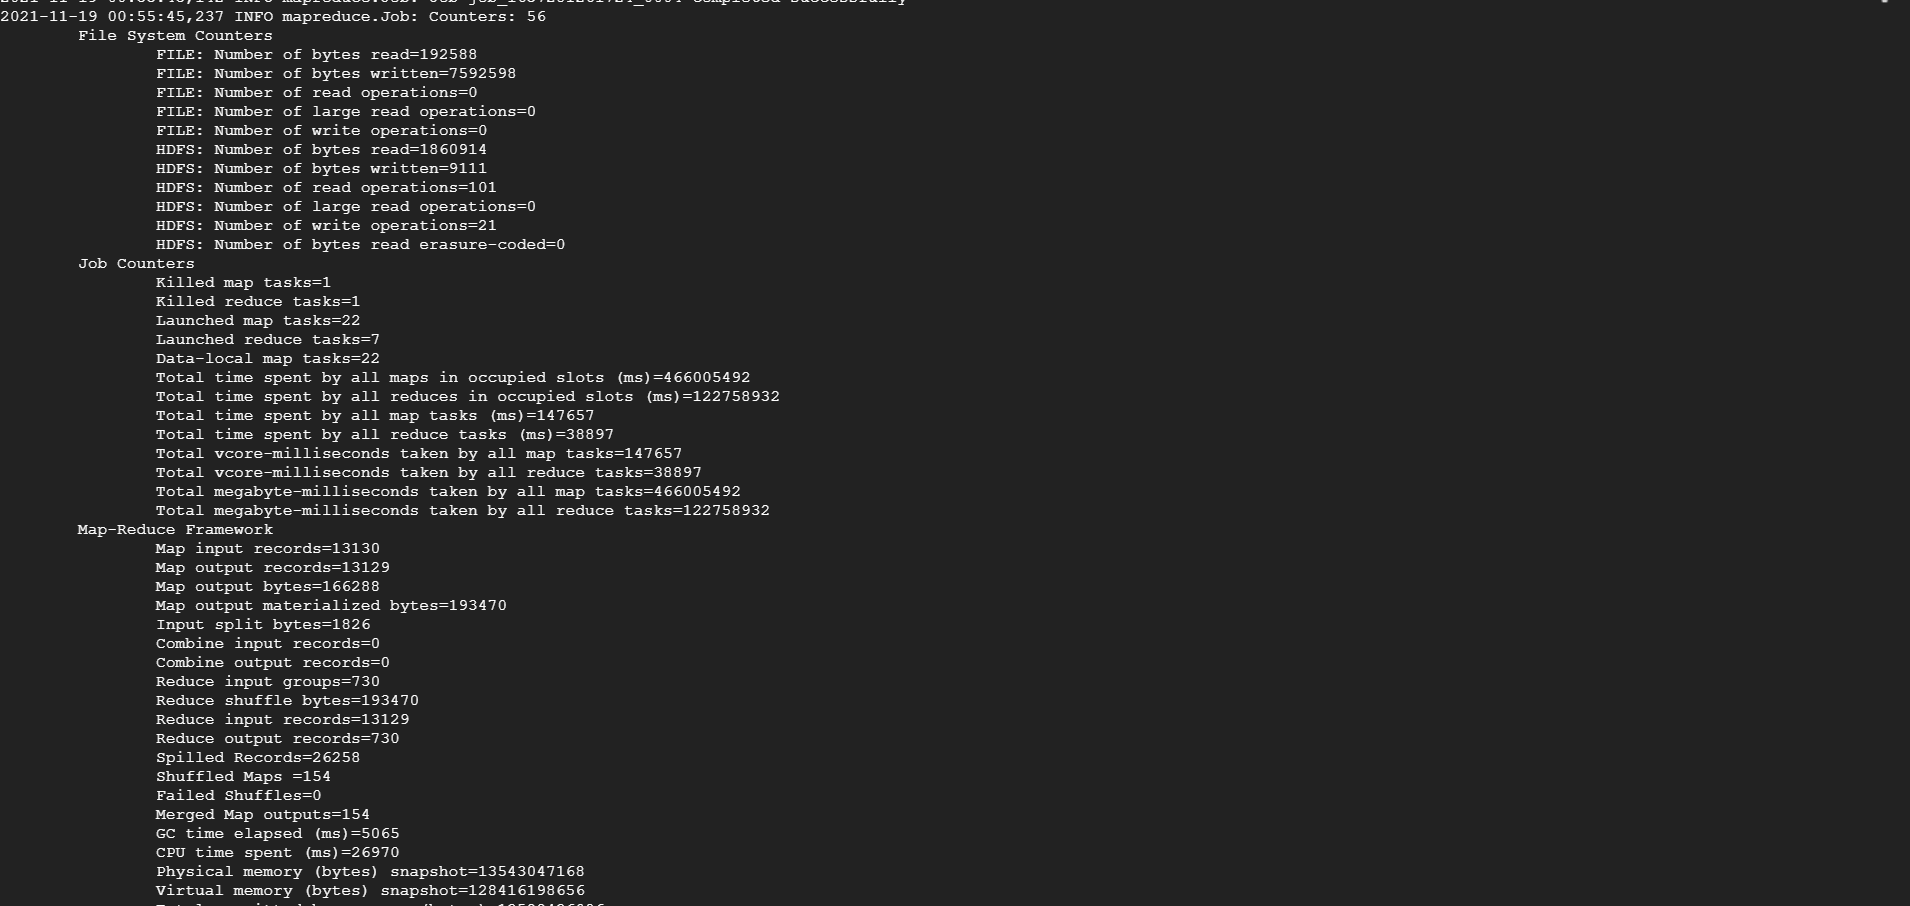 completed successfully
2021-11-19 00:55:45,237 INFO mapreduce.Job: Counters: 56
File System Counters
FILE: Number of bytes read=192588
FILE: Number of bytes written=7592598
FILE: Number of read operations=0
FILE: Number of large read operations=0
FILE: Number of write operations=0
HDFS: Number of bytes read=1860914
HDFS: Number of bytes written=9111
HDFS: Number of read operations=101
HDFS: Number of large read operations=0
HDFS: Number of write operations=21
HDFS: Number of bytes read erasure-coded=0
Job Counters
Killed map tasks=1
Killed reduce tasks=1
Launched map tasks=22
Launched reduce tasks=7
Data-local map tasks=22
Total time spent by all maps in occupied slots (ms)=466005492
Total time spent by all reduces in occupied slots (ms)=122758932
Total time spent by all map tasks (ms)=147657
Total time spent by all reduce tasks (ms)=38897
Total vcore-milliseconds taken by all map tasks=147657
Total vcore-milliseconds taken by all reduce tasks=38897
Total megabyte-milliseconds taken by all map tasks=466005492
Total megabyte-milliseconds taken by all reduce tasks=122758932
Map-Reduce Framework
Map input records=13130
Map output records=13129
Map output bytes=166288
Map output materialized bytes=193470
Input split bytes=1826
Combine input records=0
Combine output records=0
Reduce input groups=730
Reduce shuffle bytes=193470
Reduce input records=13129
Reduce output records=730
Spilled Records=26258
Shuffled Maps =154
Failed Shuffles=0
Merged Map outputs=154
GC time elapsed (ms)=5065
CPU time spent (ms)=26970
Physical memory (bytes) snapshot=13543047168
Virtual memory (bytes) snapshot=128416198656